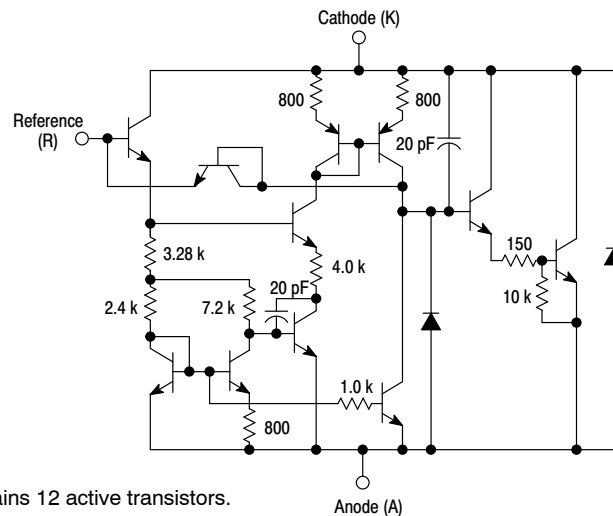 Cathode (K)
800
800
Reference
(R)
20 pF
3.28 k
4.0 k
150
2.4 k
7.2 k
20 pF
10 k
1.0 k
800
ains 12 active transistors.
Anode (A)